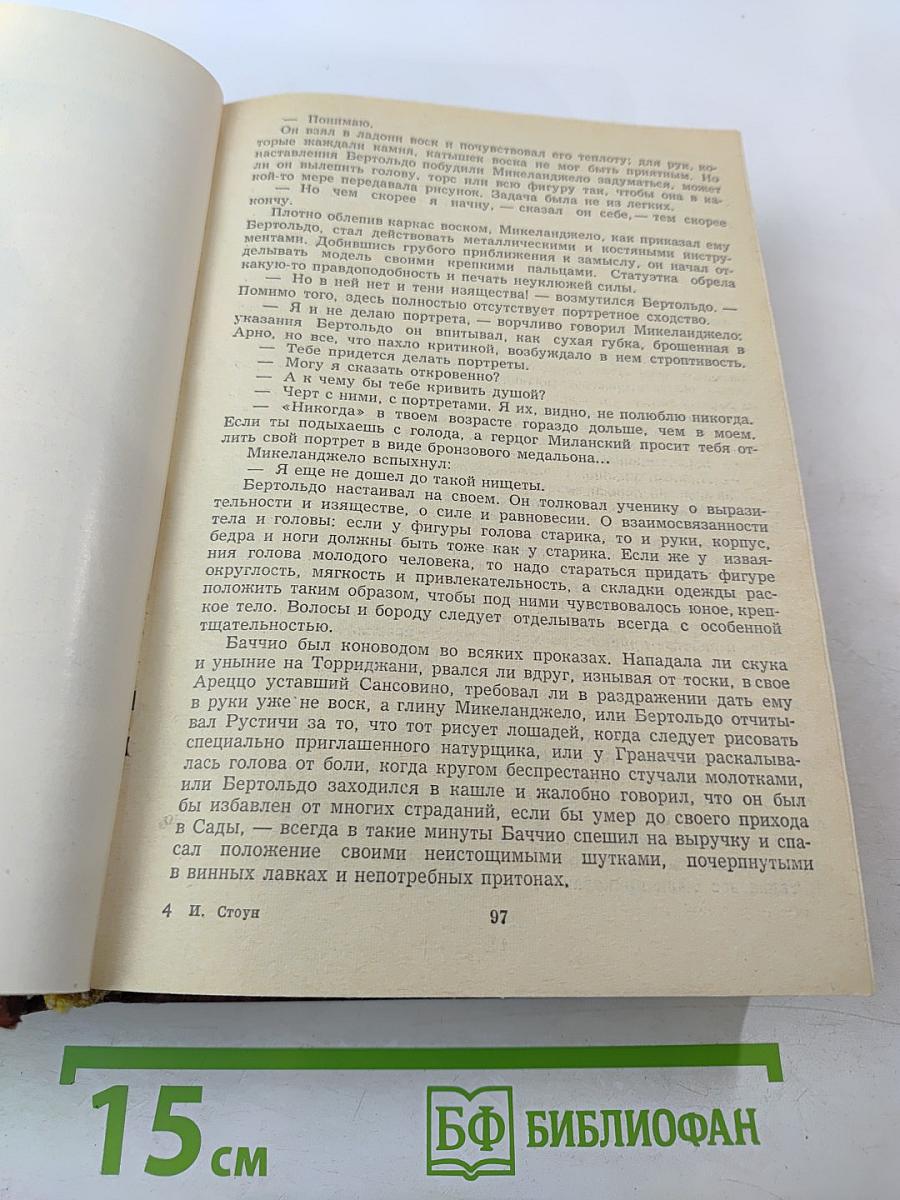 — Понимаю.
Он взял в ладони воск и почувствовал его теплоту; для рук, ко-
торые жаждали камня, катышек воска не мог быть приятным. Но
наставления Бертольдо побудили Микеланджело задуматься, может
ли он вылепить голову, торс или всю фигуру так, чтобы она в ка-
кой-то мере передавала рисунок. Задача была не из легких.
— Но чем скорее я начну, — сказал он себе, — тем скорее
кончу.
Плотно облепив каркас воском, Микеланджело, как приказал ему
Бертольдо, стал действовать металлическими и костяными инстру-
ментами. Добившись грубого приближения к замыслу, он начал от-
делывать модель своими крепкими пальцами. Статуэтка обрела
какую-то правдоподобность и печать неуклюжей силы.
— Но в ней нет и тени изящества! — возмутился Бертольдо. —
Помимо того, здесь полностью отсутствует портретное сходство.
— Я и не делаю портрета, — ворчливо говорил Микеланджело;
указания Бертольдо он впитывал, как сухая губка, брошенная в
Арно, но все, что пахло критикой, возбуждало в нем строптивость.
— Тебе придется делать портреты.
— Могу я сказать откровенно?
— А к чему бы тебе кривить душой?
— Черт с ними, с портретами. Я их, видно, не полюблю никогда.
— «Никогда» в твоем возрасте гораздо дольше, чем в моем.
Если ты подыхаешь с голода, а герцог Миланский просит тебя от-
лить свой портрет в виде бронзового медальона...
Микеланджело вспыхнул:
— Я еще не дошел до такой нищеты.
Бертольдо настаивал на своем. Он толковал ученику о вырази-
тельности и изяществе, о силе и равновесии. О взаимосвязанности
тела и головы: если у фигуры голова старика, то и руки, корпус,
бедра и ноги должны быть тоже как у старика. Если же у извая-
ния голова молодого человека, то надо стараться придать фигуре
округлость, мягкость и привлекательность, а складки одежды рас-
положить таким образом, чтобы под ними чувствовалось юное, креп-
кое тело. Волосы и бороду следует отделывать всегда с особенной
тщательностью.
Баччио был коноводом во всяких проказах. Нападала ли скука
и уныние на Торриджани, рвался ли вдруг, изнывая от тоски, в свое
Ареццо уставший Сансовино, требовал ли в раздражении дать ему
в руки уже не воск, а глину Микеланджело, или Бертольдо отчиты-
вал Рустичи за то, что тот рисует лошадей, когда следует рисовать
специально приглашенного натурщика, или у Граначчи раскалыва-
лась голова от боли, когда кругом беспрестанно стучали молотками,
или Бертольдо заходился в кашле и жалобно говорил, что он был
бы избавлен от многих страданий, если бы умер до своего прихода
в Сады, — всегда в такие минуты Баччио спешил на выручку и спа-
сал положение своими неистощимыми шутками, почерпнутыми
в винных лавках и непотребных притонах.
4 И. Стоун
97
15 см
БФ БИБЛИОФАН